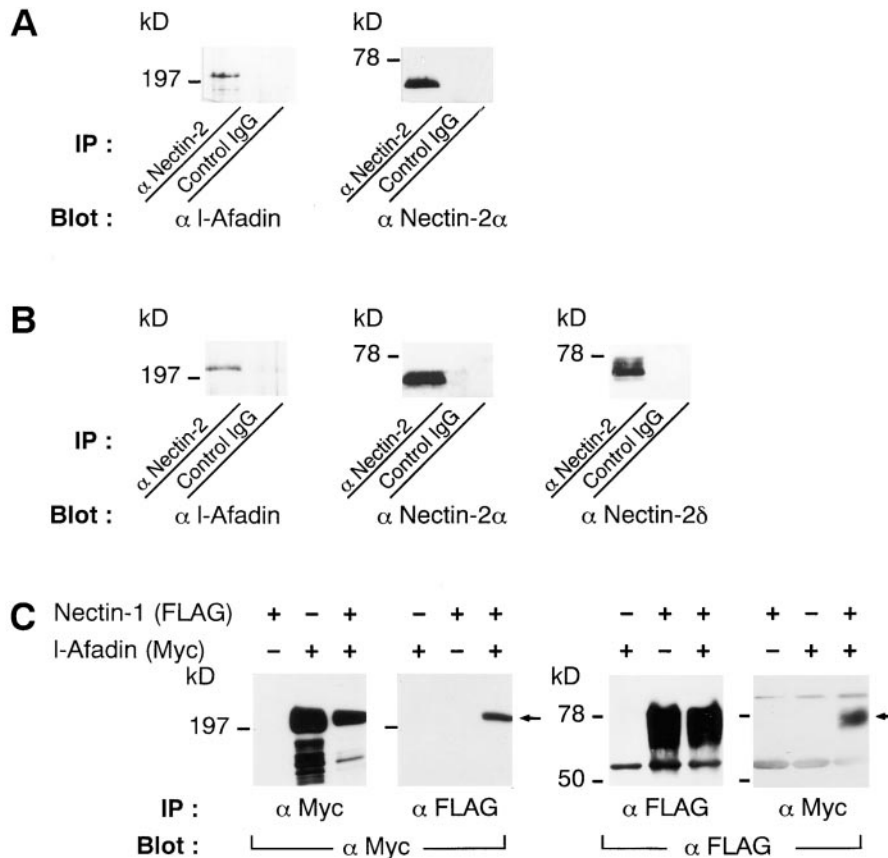 A
kD kD
78
197
IP : α Nectin-2 Control IgG α Nectin-2 Control IgG
Blot : α l-Afadin α Nectin-2α
B
kD kD kD
78 78
197
IP : α Nectin-2 Control IgG α Nectin-2 Control IgG α Nectin-2 Control IgG
Blot : α l-Afadin α Nectin-2α α Nectin-2δ
C
Nectin-1 (FLAG) + − + − + + − + + + − +
l-Afadin (Myc) − + + + − + + − + − + +
kD kD
197 78
50
IP : α Myc α FLAG α FLAG α Myc
Blot : α Myc α FLAG